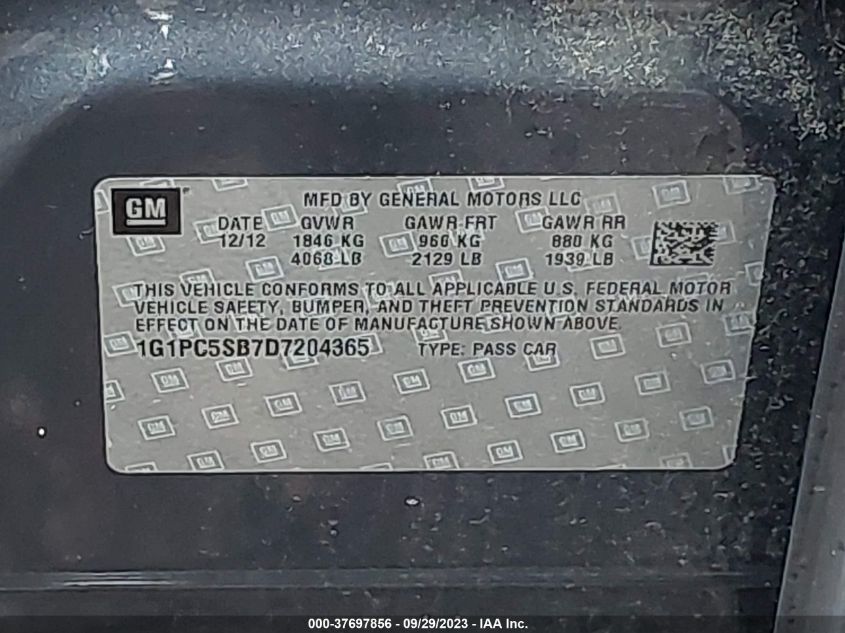 GM
MFD BY GENERAL MOTORS LLC
DATE GVWR GAWR FRT GAWR RR
12/12 1846 KG 966 KG 880 KG
4068 LB 2129 LB 1939 LB
THIS VEHICLE CONFORMS TO ALL APPLICABLE U.S. FEDERAL MOTOR
VEHICLE SAFETY, BUMPER, AND THEFT PREVENTION STANDARDS IN
EFFECT ON THE DATE OF MANUFACTURE SHOWN ABOVE.
1G1PC5SB7D7204365 TYPE: PASS CAR
000-37697856 - 09/29/2023 - IAA Inc.